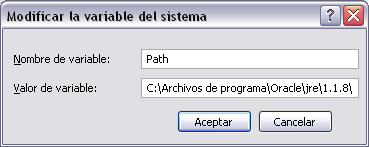 Modificar la variable del sistema
Nombre de variable:
Path
Valor de variable:
C:\Archivos de programa\Oracle\jre\1.1.8\
Aceptar
Cancelar